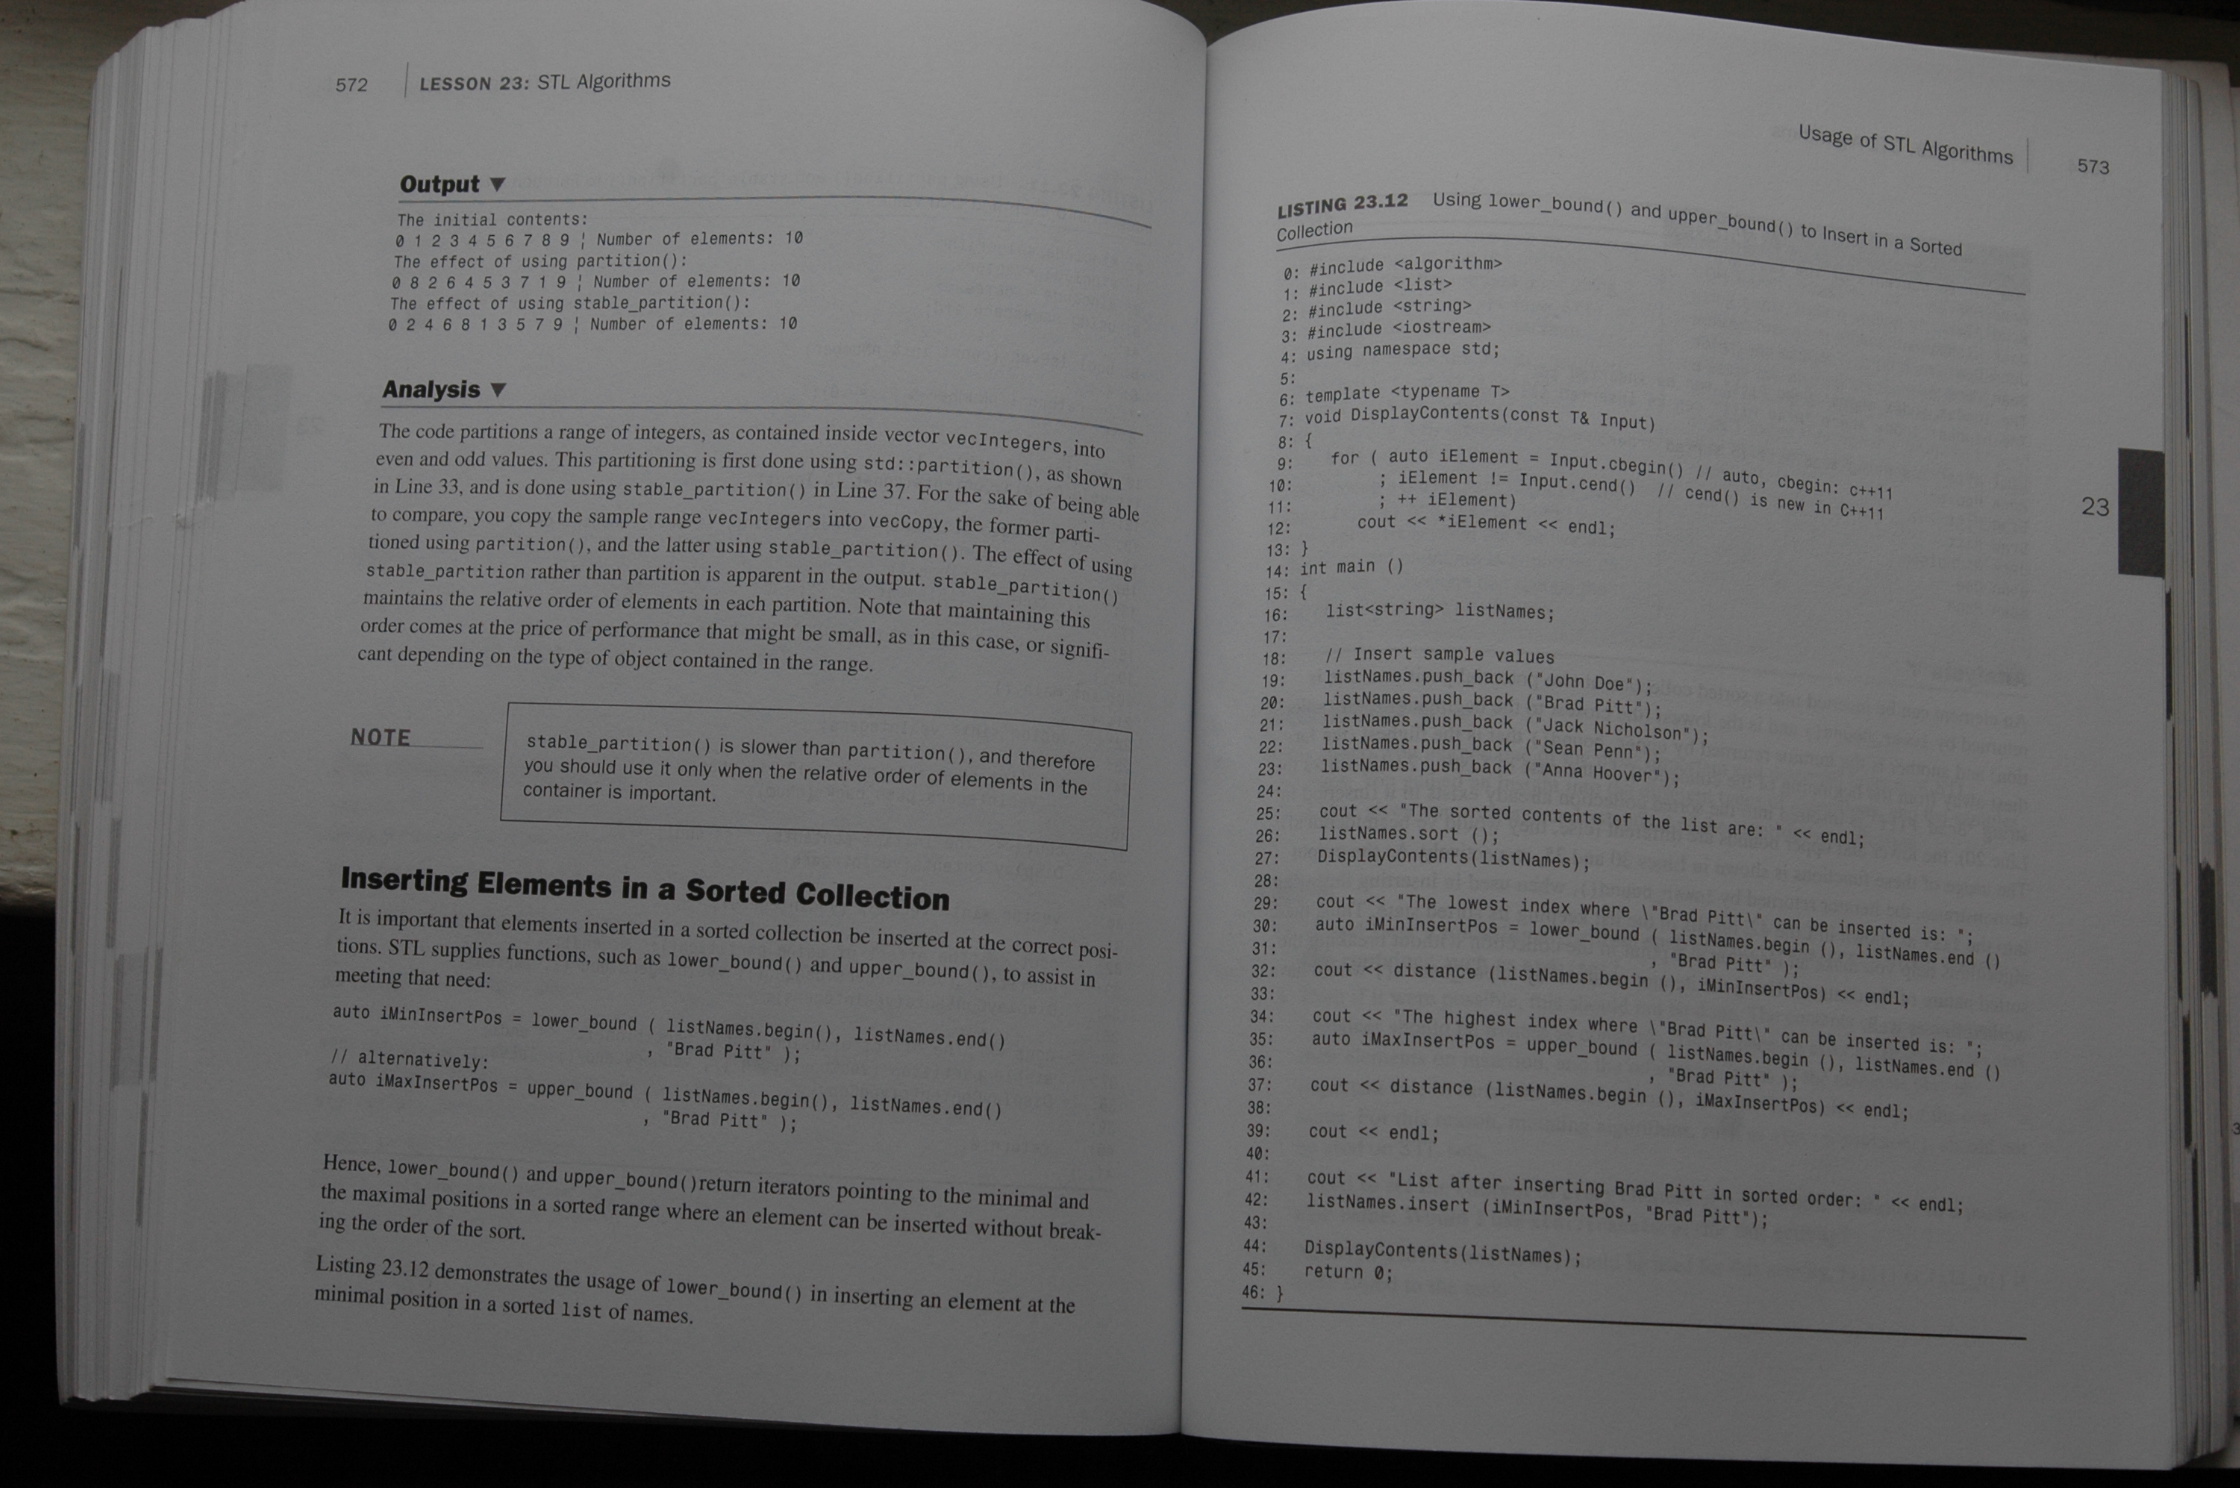 572 LESSON 23: STL Algorithms
Output ▼
The initial contents:
0 1 2 3 4 5 6 7 8 9 ¦ Number of elements: 10
The effect of using partition():
0 8 2 6 4 5 3 7 1 9 ¦ Number of elements: 10
The effect of using stable_partition():
0 2 4 6 8 1 3 5 7 9 ¦ Number of elements: 10
Analysis ▼
The code partitions a range of integers, as contained inside vector vecIntegers, into
even and odd values. This partitioning is first done using std::partition(), as shown
in Line 33, and is done using stable_partition() in Line 37. For the sake of being able
to compare, you copy the sample range vecIntegers into vecCopy, the former parti-
tioned using partition(), and the latter using stable_partition(). The effect of using
stable_partition rather than partition is apparent in the output. stable_partition()
maintains the relative order of elements in each partition. Note that maintaining this
order comes at the price of performance that might be small, as in this case, or signifi-
cant depending on the type of object contained in the range.
NOTE
stable_partition() is slower than partition(), and therefore
you should use it only when the relative order of elements in the
container is important.
Inserting Elements in a Sorted Collection
It is important that elements inserted in a sorted collection be inserted at the correct posi-
tions. STL supplies functions, such as lower_bound() and upper_bound(), to assist in
meeting that need:
auto iMinInsertPos = lower_bound ( listNames.begin(), listNames.end()
, "Brad Pitt" );
// alternatively:
auto iMaxInsertPos = upper_bound ( listNames.begin(), listNames.end()
, "Brad Pitt" );
Hence, lower_bound() and upper_bound()return iterators pointing to the minimal and
the maximal positions in a sorted range where an element can be inserted without break-
ing the order of the sort.
Listing 23.12 demonstrates the usage of lower_bound() in inserting an element at the
minimal position in a sorted list of names.
Usage of STL Algorithms 573
LISTING 23.12 Using lower_bound() and upper_bound() to Insert in a Sorted
Collection
0: #include <algorithm>
1: #include <list>
2: #include <string>
3: #include <iostream>
4: using namespace std;
5:
6: template <typename T>
7: void DisplayContents(const T& Input)
8: {
9: for ( auto iElement = Input.cbegin() // auto, cbegin: c++11
10: ; iElement != Input.cend() // cend() is new in C++11
11: ; ++ iElement)
12: cout << *iElement << endl;
13: }
14: int main ()
15: {
16: list<string> listNames;
17:
18: // Insert sample values
19: listNames.push_back ("John Doe");
20: listNames.push_back ("Brad Pitt");
21: listNames.push_back ("Jack Nicholson");
22: listNames.push_back ("Sean Penn");
23: listNames.push_back ("Anna Hoover");
24:
25: cout << "The sorted contents of the list are: " << endl;
26: listNames.sort ();
27: DisplayContents(listNames);
28:
29: cout << "The lowest index where \"Brad Pitt\" can be inserted is: ";
30: auto iMinInsertPos = lower_bound ( listNames.begin (), listNames.end ()
31: , "Brad Pitt" );
32: cout << distance (listNames.begin (), iMinInsertPos) << endl;
33:
34: cout << "The highest index where \"Brad Pitt\" can be inserted is: ";
35: auto iMaxInsertPos = upper_bound ( listNames.begin (), listNames.end ()
36: , "Brad Pitt" );
37: cout << distance (listNames.begin (), iMaxInsertPos) << endl;
38:
39: cout << endl;
40:
41: cout << "List after inserting Brad Pitt in sorted order: " << endl;
42: listNames.insert (iMinInsertPos, "Brad Pitt");
43:
44: DisplayContents(listNames);
45: return 0;
46: }
23